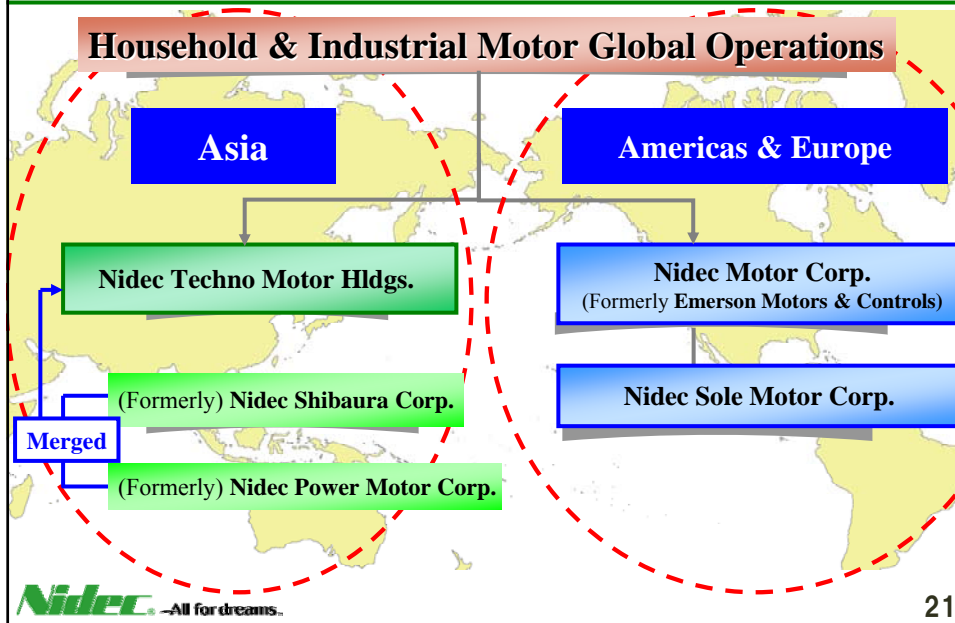 Household & Industrial Motor Global Operations
Asia
Americas & Europe
Nidec Techno Motor Hldgs.
Nidec Motor Corp.
(Formerly Emerson Motors & Controls)
Nidec Sole Motor Corp.
(Formerly) Nidec Shibaura Corp.
Merged
(Formerly) Nidec Power Motor Corp.
Nidec -All for dreams
21